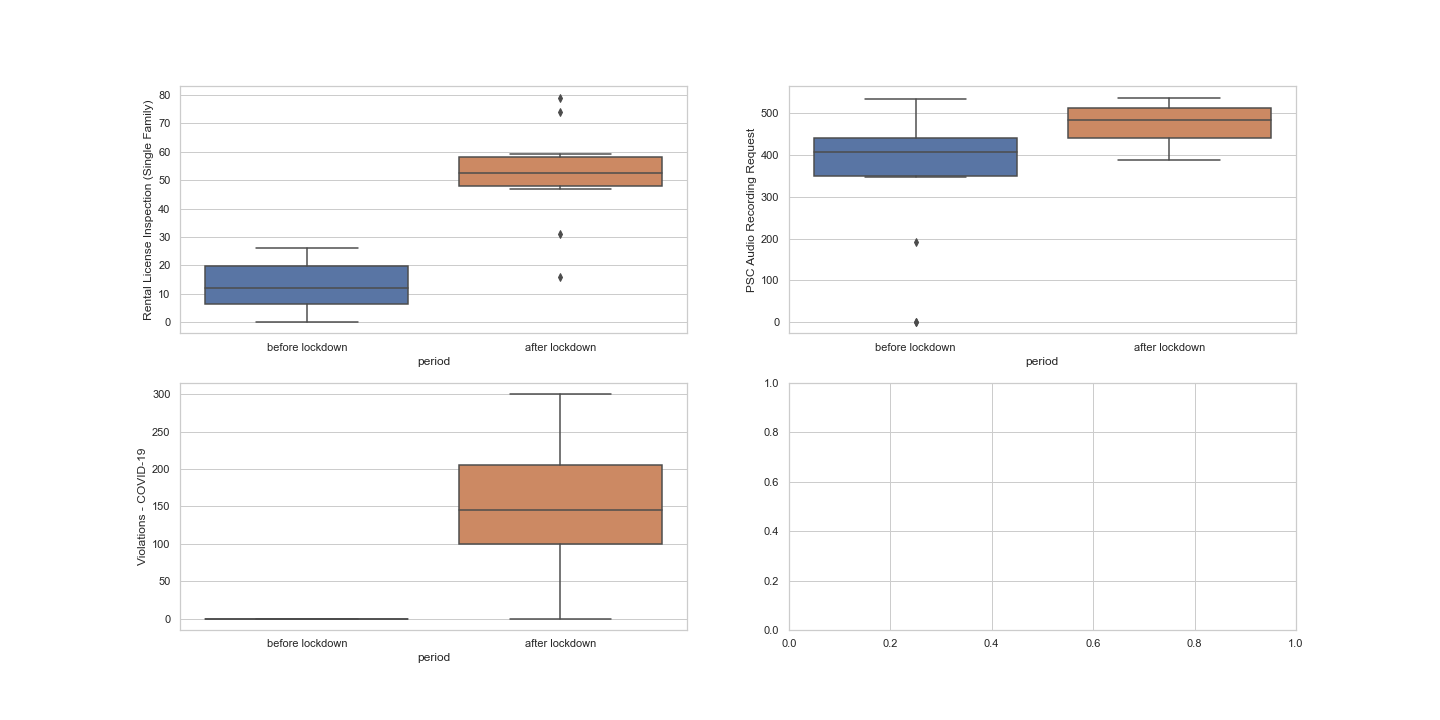 Rental License Inspection (Single Family)
80
70
60
50
40
30
20
10
0
before lockdown
after lockdown
period
PSC Audio Recording Request
500
400
300
200
100
0
before lockdown
after lockdown
period
Violations - COVID-19
300
250
200
150
100
50
0
before lockdown
after lockdown
period
1.0
0.8
0.6
0.4
0.2
0.0
0.0 0.2 0.4 0.6 0.8 1.0